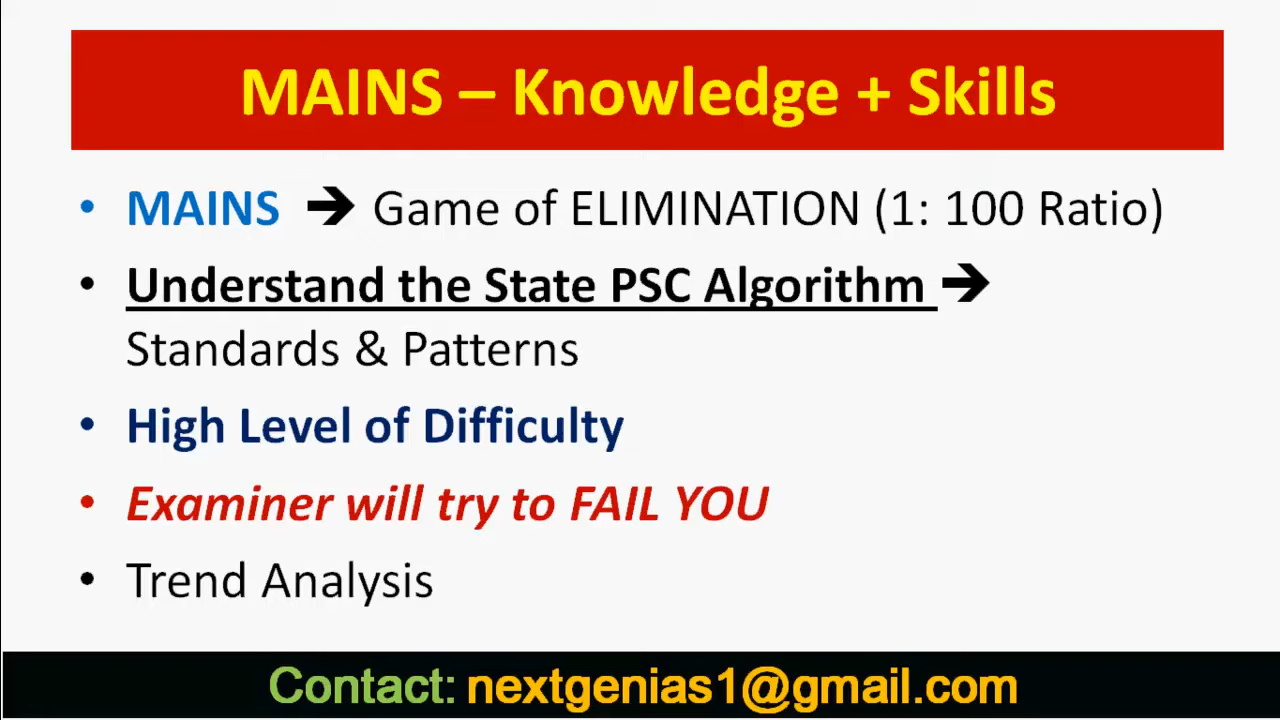 MAINS – Knowledge + Skills
• MAINS ➔ Game of ELIMINATION (1: 100 Ratio)
• Understand the State PSC Algorithm ➔
Standards & Patterns
• High Level of Difficulty
• Examiner will try to FAIL YOU
• Trend Analysis
Contact: nextgenias1@gmail.com